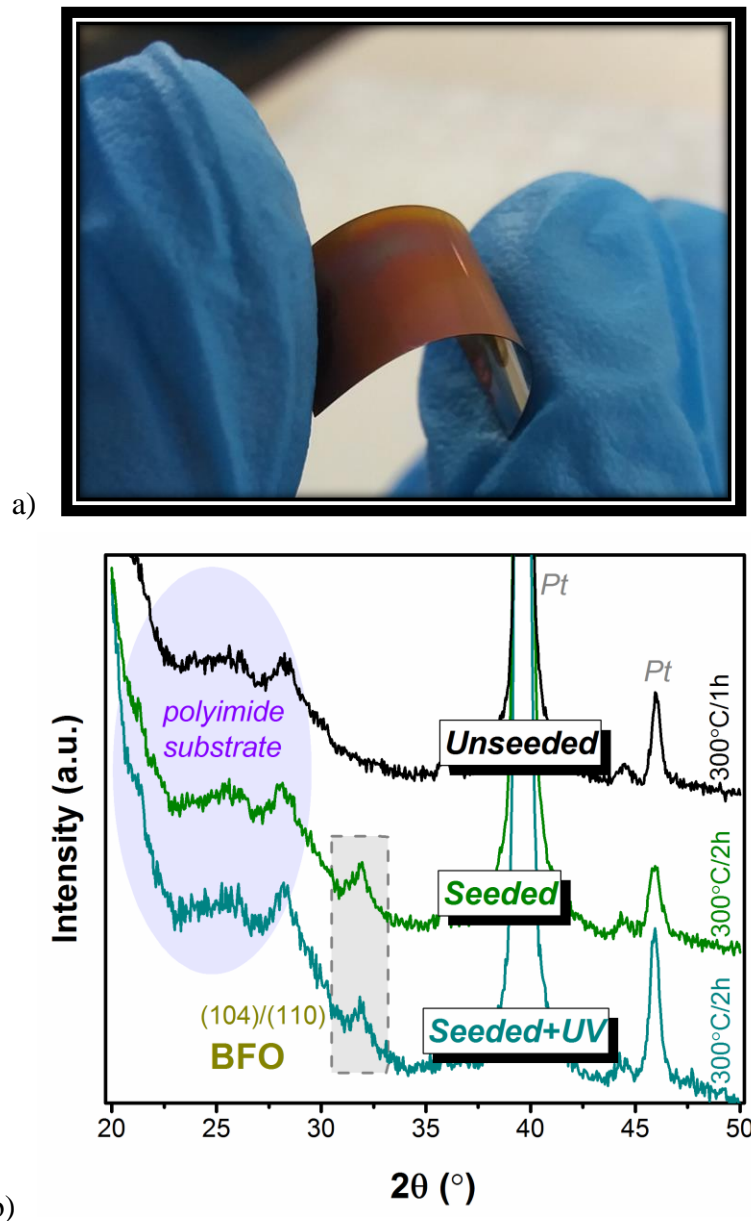 a)
Pt
Pt
polyimide
substrate
Unseeded
300°C/1h
Seeded
300°C/2h
(104)/(110)
BFO
Seeded+UV
300°C/2h
Intensity (a.u.)
20
25
30
35
40
45
50
2θ (°)